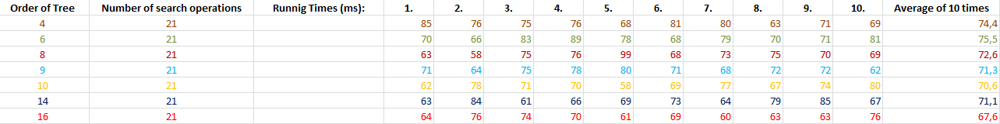 Order of Tree Number of search operations Runnig Times (ms): 1. 2. 3. 4. 5. 6. 7. 8. 9. 10. Average of 10 times
4 21 85 76 75 76 68 81 80 63 71 69 74,4
6 21 70 66 83 89 78 68 79 70 71 81 75,5
8 21 63 58 75 76 99 68 73 75 70 69 72,6
9 21 71 64 75 78 80 71 68 72 72 62 71,3
10 21 62 78 71 70 58 69 77 67 74 80 70,6
14 21 63 84 61 66 69 73 64 79 85 67 71,1
16 21 64 76 74 70 61 69 60 63 63 76 67,6